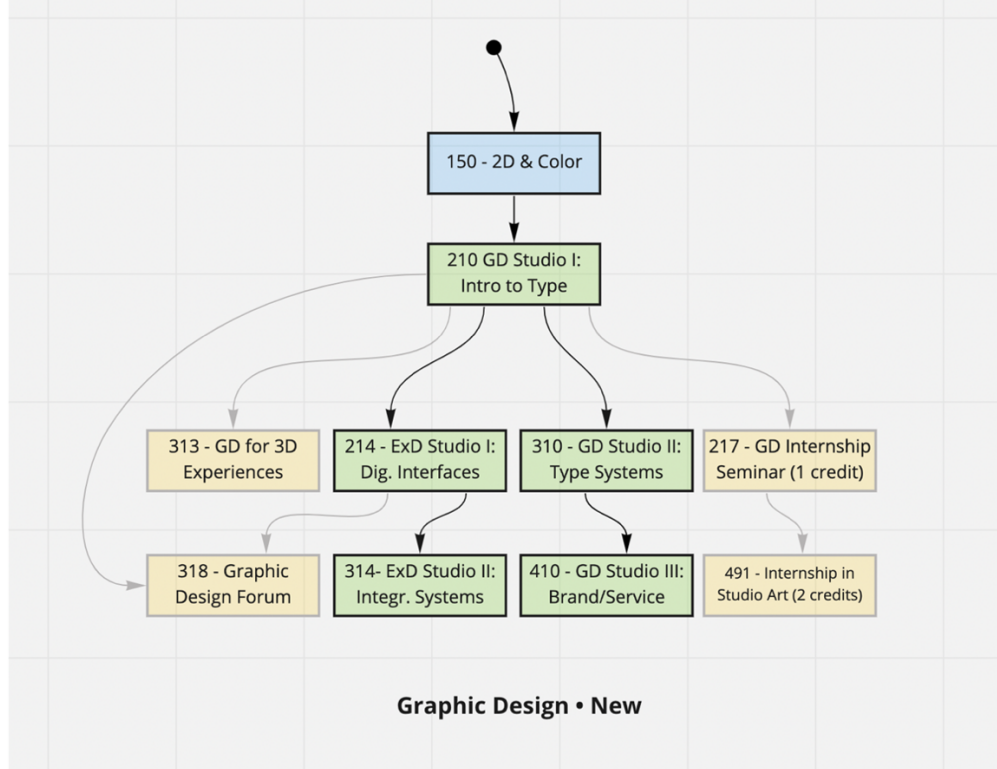 150 - 2D & Color
210 GD Studio I:
Intro to Type
313 - GD for 3D
Experiences
214 - ExD Studio I:
Dig. Interfaces
310 - GD Studio II:
Type Systems
217 - GD Internship
Seminar (1 credit)
318 - Graphic
Design Forum
314- ExD Studio II:
Integr. Systems
410 - GD Studio III:
Brand/Service
491 - Internship in
Studio Art (2 credits)
Graphic Design • New